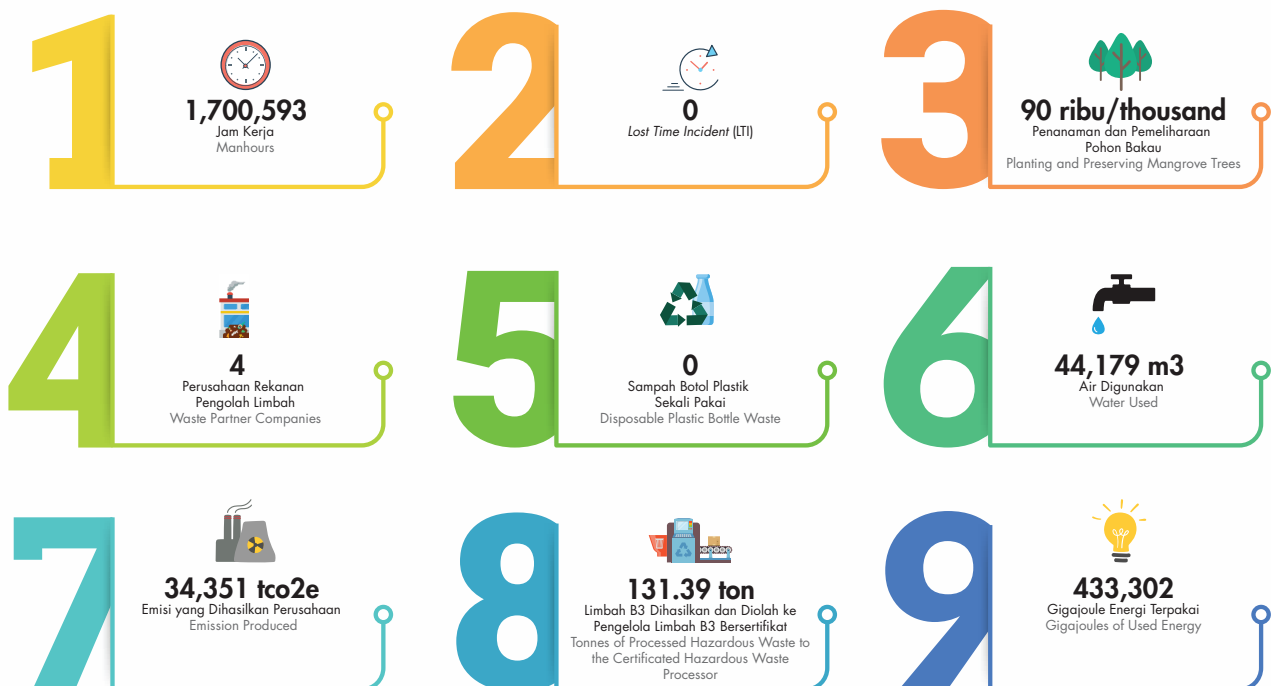 1
1,700,593
Jam Kerja
Manhours
2
0
Lost Time Incident (LTI)
3
90 ribu/thousand
Penanaman dan Pemeliharaan
Pohon Bakau
Planting and Preserving Mangrove Trees
4
4
Perusahaan Rekanan
Pengolah Limbah
Waste Partner Companies
5
0
Sampah Botol Plastik
Sekali Pakai
Disposable Plastic Bottle Waste
6
44,179 m3
Air Digunakan
Water Used
7
34,351 tco2e
Emisi yang Dihasilkan Perusahaan
Emission Produced
8
131.39 ton
Limbah B3 Dihasilkan dan Diolah ke
Pengelola Limbah B3 Bersertifikat
Tonnes of Processed Hazardous Waste to
the Certificated Hazardous Waste
Processor
9
433,302
Gigajoule Energi Terpakai
Gigajoules of Used Energy